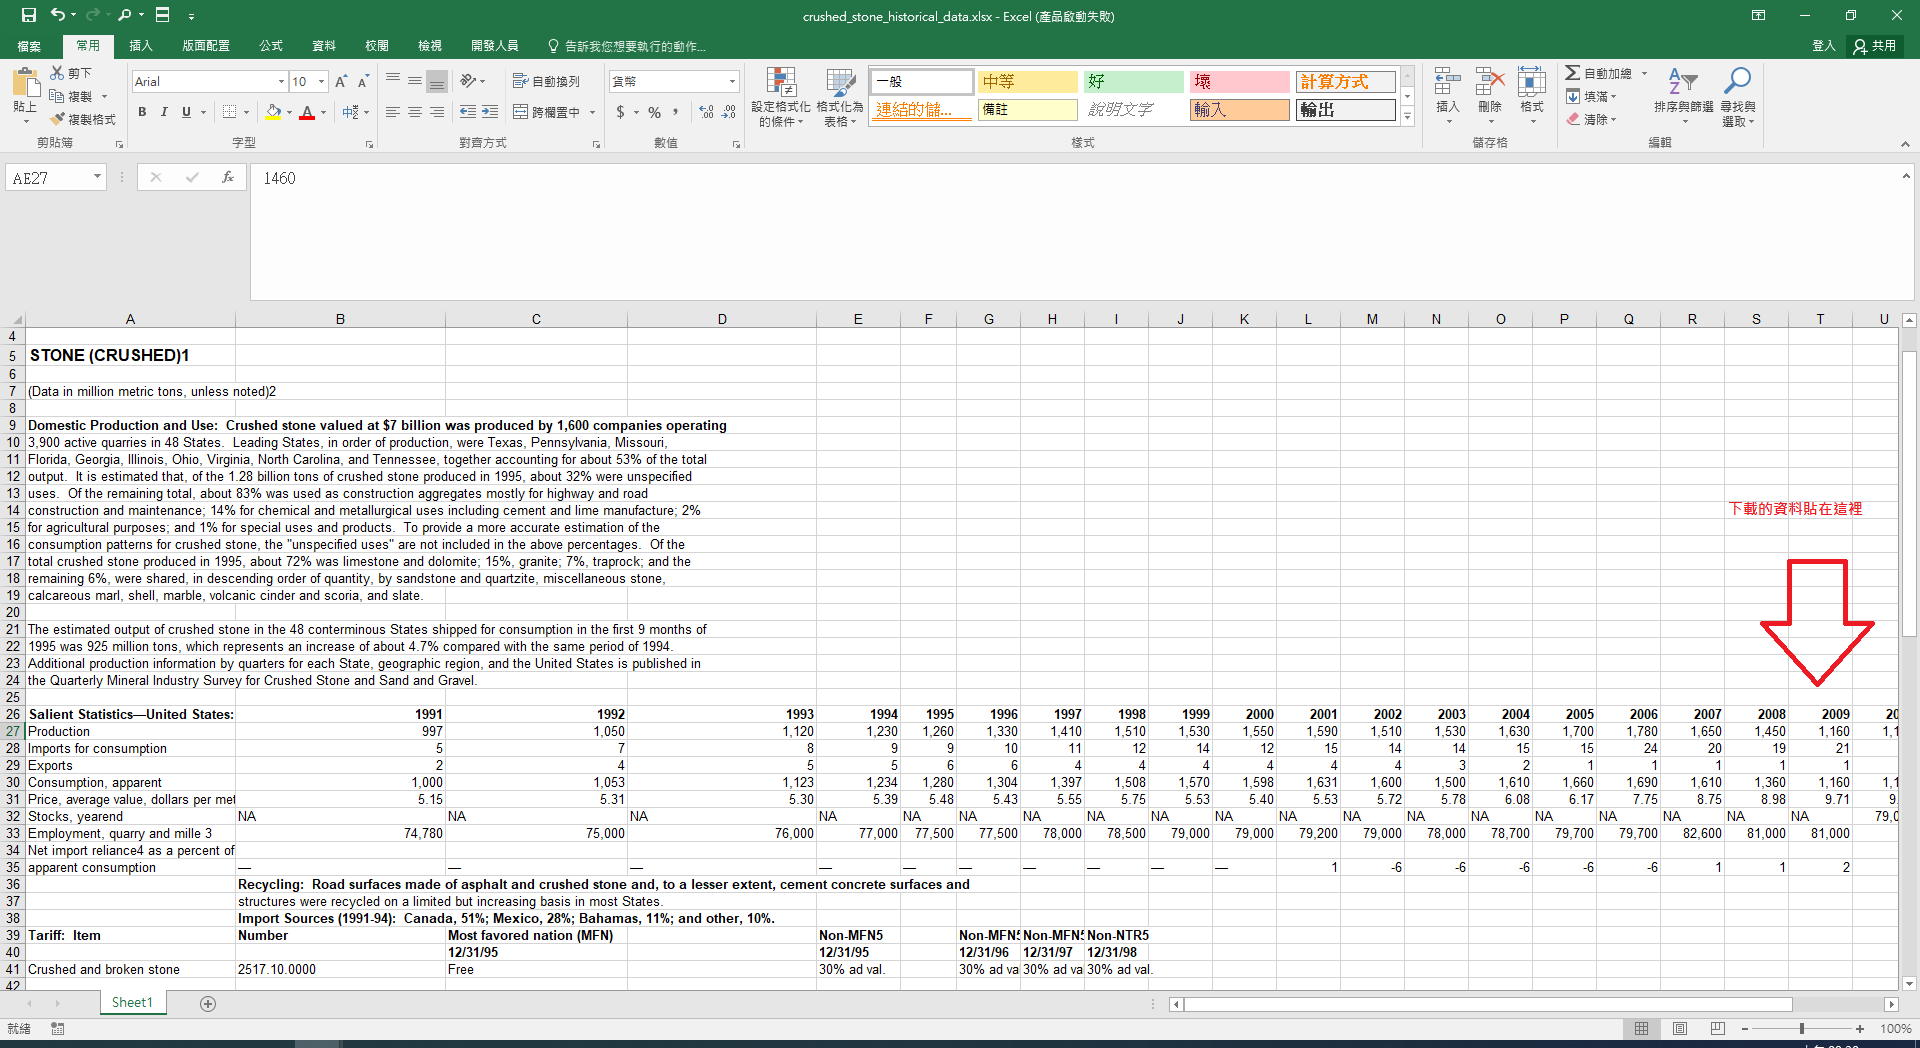 crushed_stone_historical_data.xlsx - Excel (產品啟動失敗)
檔案 常用 插入 版面配置 公式 資料 校閱 檢視 開發人員 告訴我您想要執行的動作... 登入 共用
貼上 剪下 複製 複製格式 剪貼簿
Arial 10 B I U 字型
自動換列 跨欄置中 對齊方式
貨幣 $ % 數值
設定格式化的條件 格式化為表格
一般 中等 好 壞 計算方式
連結的儲... 備註 說明文字 輸入 輸出
樣式
插入 刪除 格式 儲存格
自動加總 填滿 清除 排序與篩選 尋找與選取 編輯
AE27 fx 1460
A B C D E F G H I J K L M N O P Q R S T U
4
5 STONE (CRUSHED)1
6
7 (Data in million metric tons, unless noted)2
8
9 Domestic Production and Use:  Crushed stone valued at $7 billion was produced by 1,600 companies operating
10 3,900 active quarries in 48 States.  Leading States, in order of production, were Texas, Pennsylvania, Missouri,
11 Florida, Georgia, Illinois, Ohio, Virginia, North Carolina, and Tennessee, together accounting for about 53% of the total
12 output.  It is estimated that, of the 1.28 billion tons of crushed stone produced in 1995, about 32% were unspecified
13 uses.  Of the remaining total, about 83% was used as construction aggregates mostly for highway and road
14 construction and maintenance; 14% for chemical and metallurgical uses including cement and lime manufacture; 2%
下載的資料貼在這裡
15 for agricultural purposes; and 1% for special uses and products.  To provide a more accurate estimation of the
16 consumption patterns for crushed stone, the "unspecified uses" are not included in the above percentages.  Of the
17 total crushed stone produced in 1995, about 72% was limestone and dolomite; 15%, granite; 7%, traprock; and the
18 remaining 6%, were shared, in descending order of quantity, by sandstone and quartzite, miscellaneous stone,
19 calcareous marl, shell, marble, volcanic cinder and scoria, and slate.
20
21 The estimated output of crushed stone in the 48 conterminous States shipped for consumption in the first 9 months of
22 1995 was 925 million tons, which represents an increase of about 4.7% compared with the same period of 1994.
23 Additional production information by quarters for each State, geographic region, and the United States is published in
24 the Quarterly Mineral Industry Survey for Crushed Stone and Sand and Gravel.
25
26 Salient Statistics—United States: 1991 1992 1993 1994 1995 1996 1997 1998 1999 2000 2001 2002 2003 2004 2005 2006 2007 2008 2009 20
27 Production 997 1,050 1,120 1,230 1,260 1,330 1,410 1,510 1,530 1,550 1,590 1,510 1,530 1,630 1,700 1,780 1,650 1,450 1,160 1,1
28 Imports for consumption 5 7 8 9 9 10 11 12 14 12 15 14 14 15 15 24 20 19 21
29 Exports 2 4 5 5 6 6 4 4 4 4 4 4 3 2 1 1 1 1 1
30 Consumption, apparent 1,000 1,053 1,123 1,234 1,280 1,304 1,397 1,508 1,570 1,598 1,631 1,600 1,500 1,610 1,660 1,690 1,610 1,360 1,160 1,1
31 Price, average value, dollars per met 5.15 5.31 5.30 5.39 5.48 5.43 5.55 5.75 5.53 5.40 5.53 5.72 5.78 6.08 6.17 7.75 8.75 8.98 9.71 9.
32 Stocks, yearend NA NA NA NA NA NA NA NA NA NA NA NA NA NA NA NA NA NA NA 79,0
33 Employment, quarry and mille 3 74,780 75,000 76,000 77,000 77,500 77,500 78,000 78,500 79,000 79,000 79,200 79,000 78,000 78,700 79,700 79,700 82,600 81,000 81,000
34 Net import reliance4 as a percent of
35 apparent consumption — — — — — — — — — — 1 -6 -6 -6 -6 -6 1 1 2
36 Recycling:  Road surfaces made of asphalt and crushed stone and, to a lesser extent, cement concrete surfaces and
37 structures were recycled on a limited but increasing basis in most States.
38 Import Sources (1991-94):  Canada, 51%; Mexico, 28%; Bahamas, 11%; and other, 10%.
39 Tariff:  Item Number Most favored nation (MFN) Non-MFN5 Non-MFN5 Non-MFN5 Non-NTR5
40 12/31/95 12/31/95 12/31/96 12/31/97 12/31/98
41 Crushed and broken stone 2517.10.0000 Free 30% ad val. 30% ad va 30% ad va 30% ad val.
42
Sheet1
就緒 100%